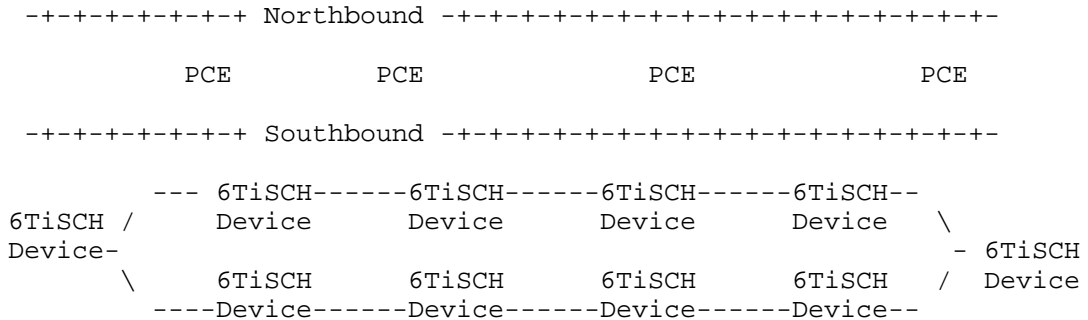 -+-+-+-+-+-+-+ Northbound -+-+-+-+-+-+-+-+-+-+-+-+-+-+-
PCE PCE PCE PCE
-+-+-+-+-+-+-+ Southbound -+-+-+-+-+-+-+-+-+-+-+-+-+-+-
--- 6TiSCH------6TiSCH------6TiSCH------6TiSCH--
6TiSCH / Device Device Device Device \
Device- - 6TiSCH
\ 6TiSCH 6TiSCH 6TiSCH 6TiSCH / Device
----Device------Device------Device------Device--